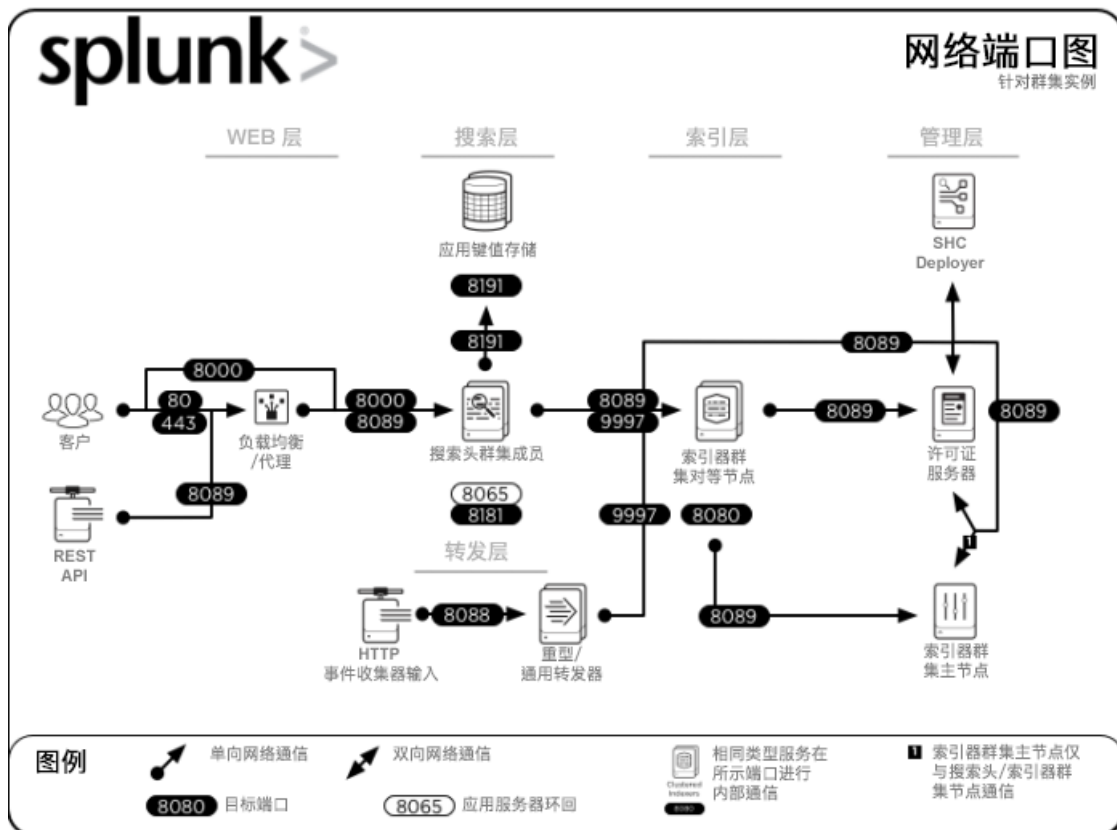 splunk>
网络端口图
针对群集实例
WEB 层
搜索层
索引层
管理层
应用键值存储
SHC
Deployer
8191
8191
8089
8000
80
443
8000
8089
8089
9997
8089
8089
客户
负载均衡
/代理
搜索头群集成员
索引器群
集对等节点
许可证
服务器
8089
8065
8181
9997
8080
REST
API
转发层
1
8088
8089
HTTP
事件收集器输入
重型/
通用转发器
索引器群
集主节点
图例
单向网络通信
双向网络通信
相同类型服务在
所示端口进行
内部通信
Clustered
Indexers
8080
1 索引器群集主节点仅
与搜索头/索引器群
集节点通信
8080 目标端口
8065 应用服务器环回